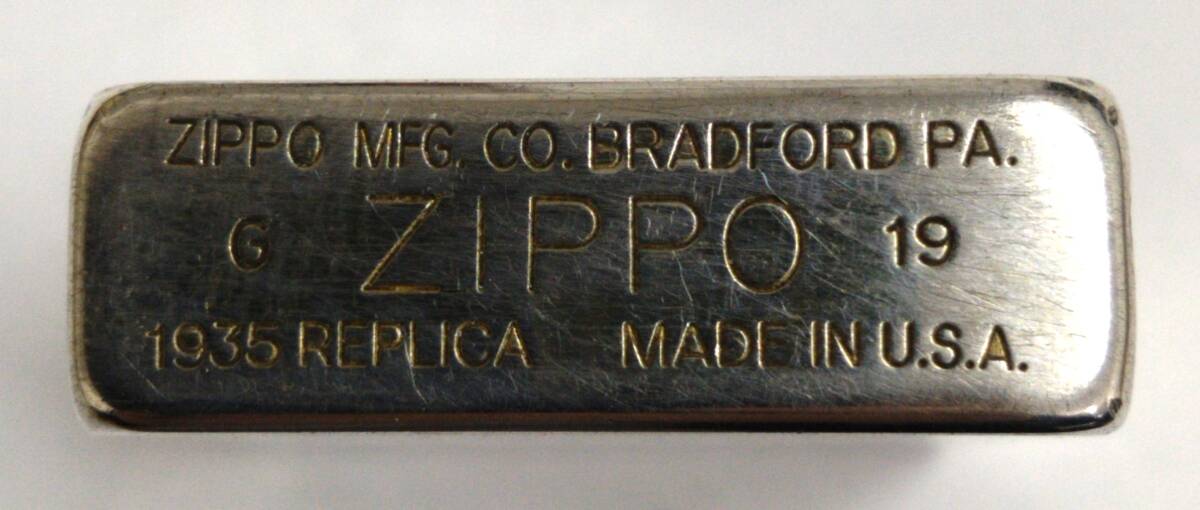 ZIPPO MFG. CO. BRADFORD PA.
G ZIPPO 19
1935 REPLICA MADE IN U.S.A.